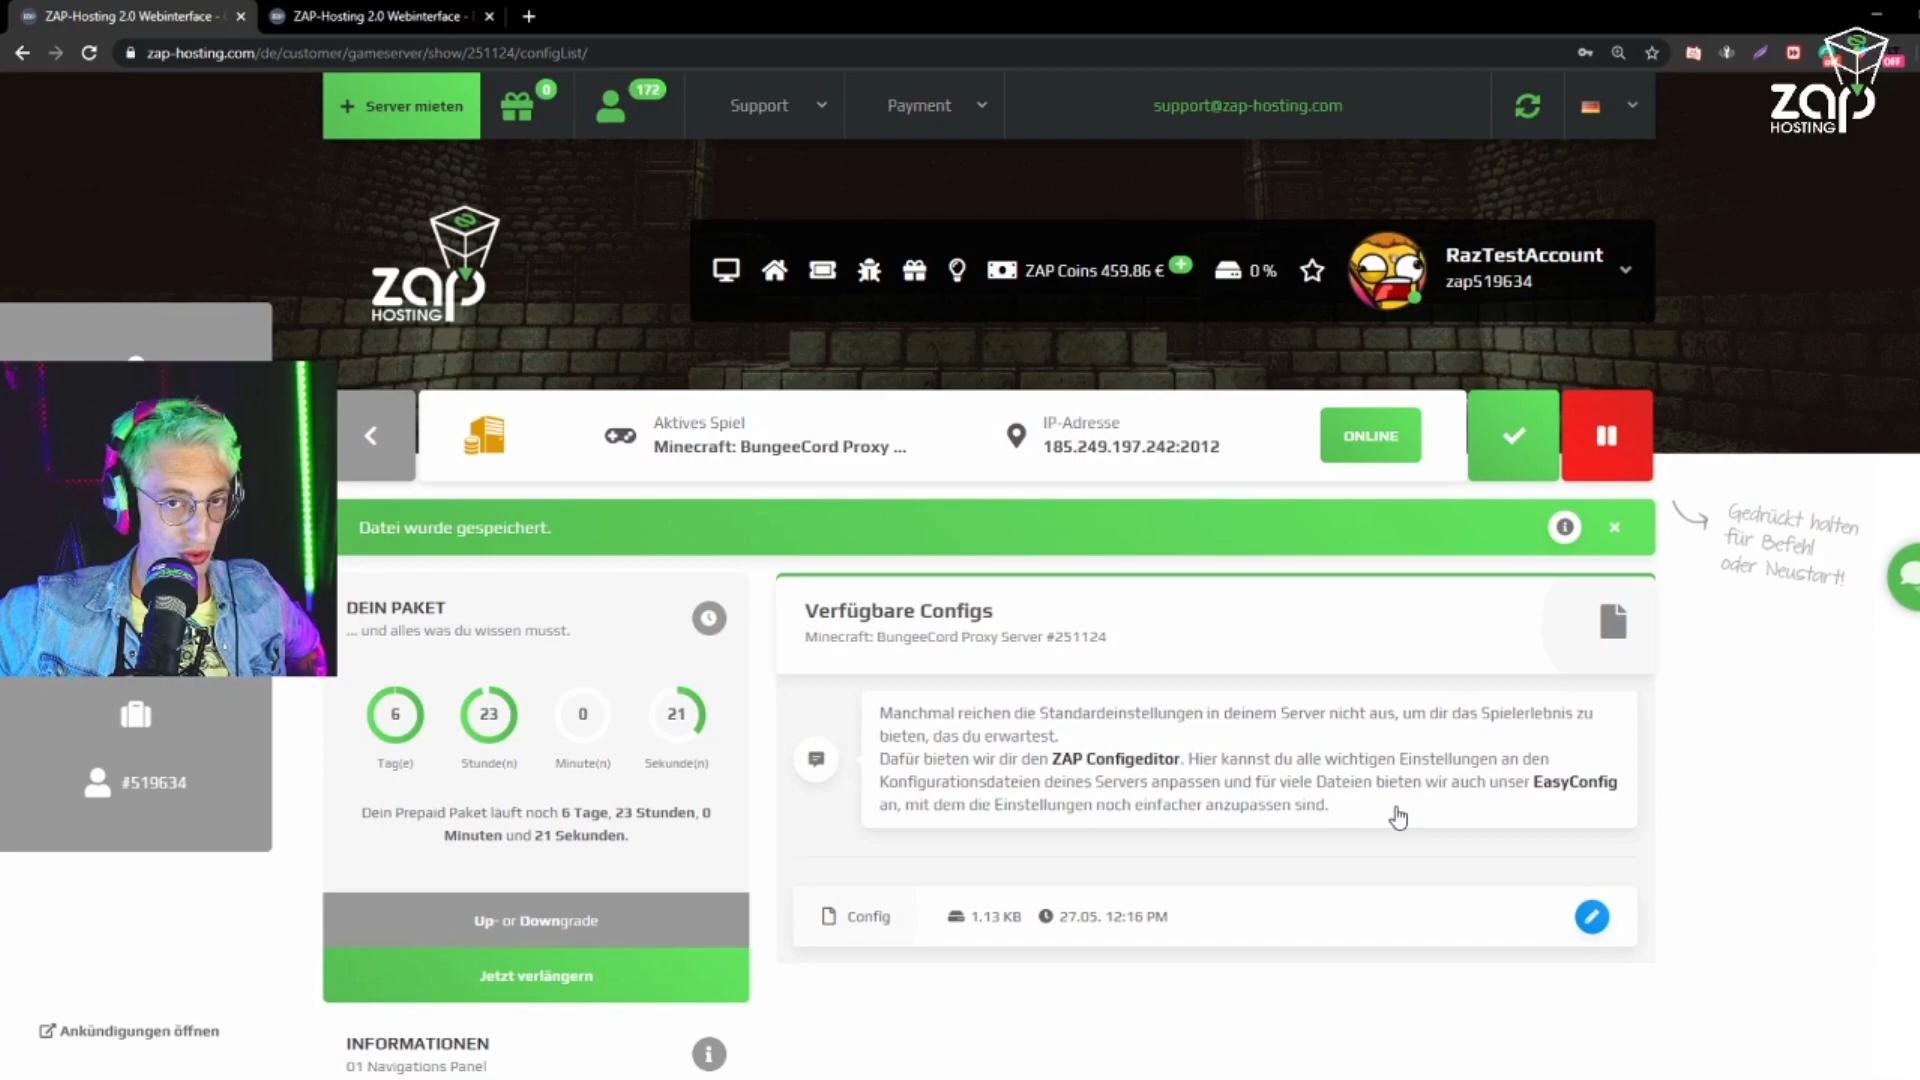 ZAP-Hosting 2.0 Webinterface -
ZAP-Hosting 2.0 Webinterface -
zap-hosting.com/de/customer/gameserver/show/251124/configList/
OFF
zap
HOSTING
+ Server mieten
0
172
Support
Payment
support@zap-hosting.com
zap
HOSTING
ZAP Coins 459.86 €
0 %
RazTestAccount
zap519634
Aktives Spiel
Minecraft: BungeeCord Proxy ...
IP-Adresse
185.249.197.242:2012
ONLINE
Datei wurde gespeichert.
Gedrückt halten
für Befehl
oder Neustart!
DEIN PAKET
... und alles was du wissen musst.
6
23
0
21
Tag(e)
Stunde(n)
Minute(n)
Sekunde(n)
Dein Prepaid Paket läuft noch 6 Tage, 23 Stunden, 0
Minuten und 21 Sekunden.
Up- or Downgrade
Jetzt verlängern
INFORMATIONEN
01 Navigations Panel
#519634
Ankündigungen öffnen
Verfügbare Configs
Minecraft: BungeeCord Proxy Server #251124
Manchmal reichen die Standardeinstellungen in deinem Server nicht aus, um dir das Spielerlebnis zu
bieten, das du erwartest.
Dafür bieten wir dir den ZAP Configeditor. Hier kannst du alle wichtigen Einstellungen an den
Konfigurationsdateien deines Servers anpassen und für viele Dateien bieten wir auch unser EasyConfig
an, mit dem die Einstellungen noch einfacher anzupassen sind.
Config
1.13 KB
27.05. 12:16 PM